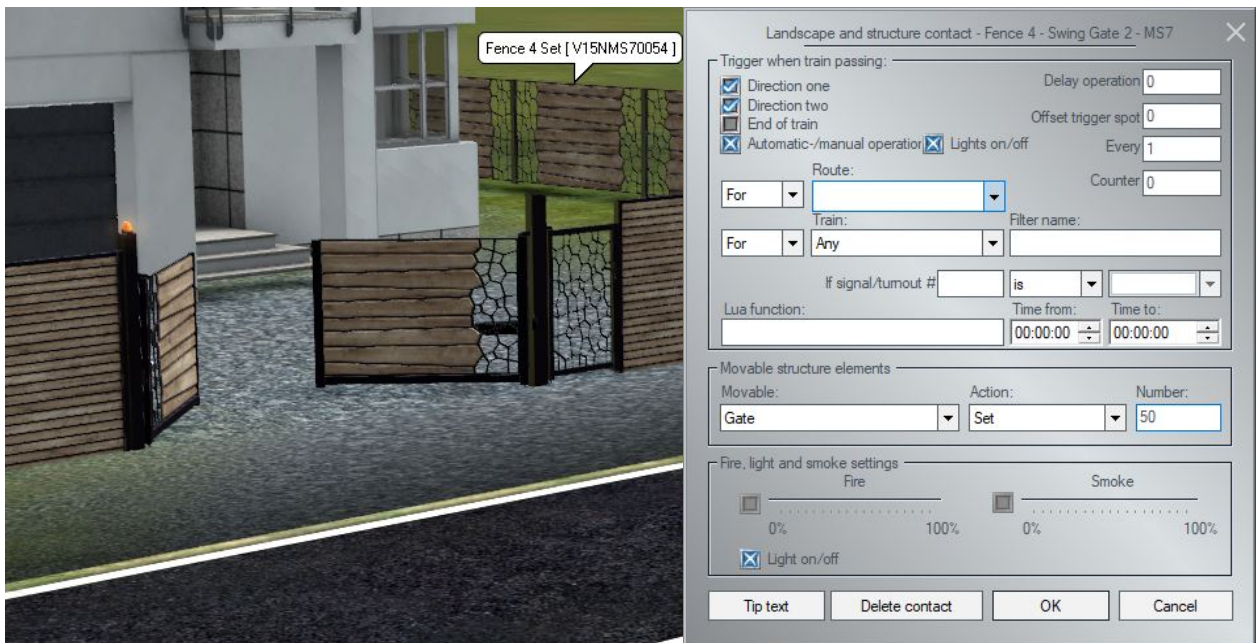 Fence 4 Set [ V15NMS70054 ]
Landscape and structure contact - Fence 4 - Swing Gate 2 - MS7
Trigger when train passing:
Direction one
Delay operation 0
Direction two
End of train
Offset trigger spot 0
Automatic-/manual operation
Lights on/off
Every 1
Route:
Counter 0
For
Train:
Filter name:
For
Any
If signal/turnout #
is
Lua function:
Time from:
Time to:
00:00:00
00:00:00
Movable structure elements
Movable:
Action:
Number:
Gate
Set
50
Fire, light and smoke settings
Fire
Smoke
0%
100%
0%
100%
Light on/off
Tip text
Delete contact
OK
Cancel